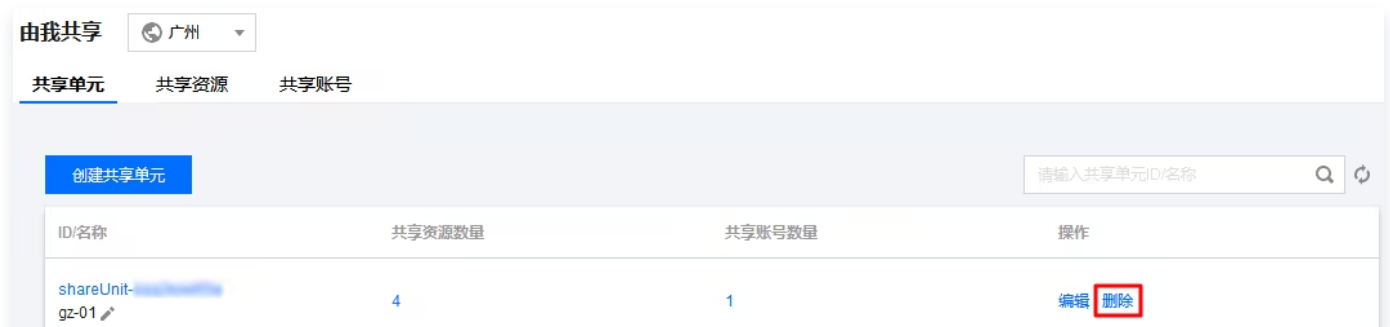 由我共享 广州
共享单元 共享资源 共享账号
创建共享单元 请输入共享单元ID/名称
ID/名称 共享资源数量 共享账号数量 操作
shareUnit- 4 1 编辑 删除
gz-01